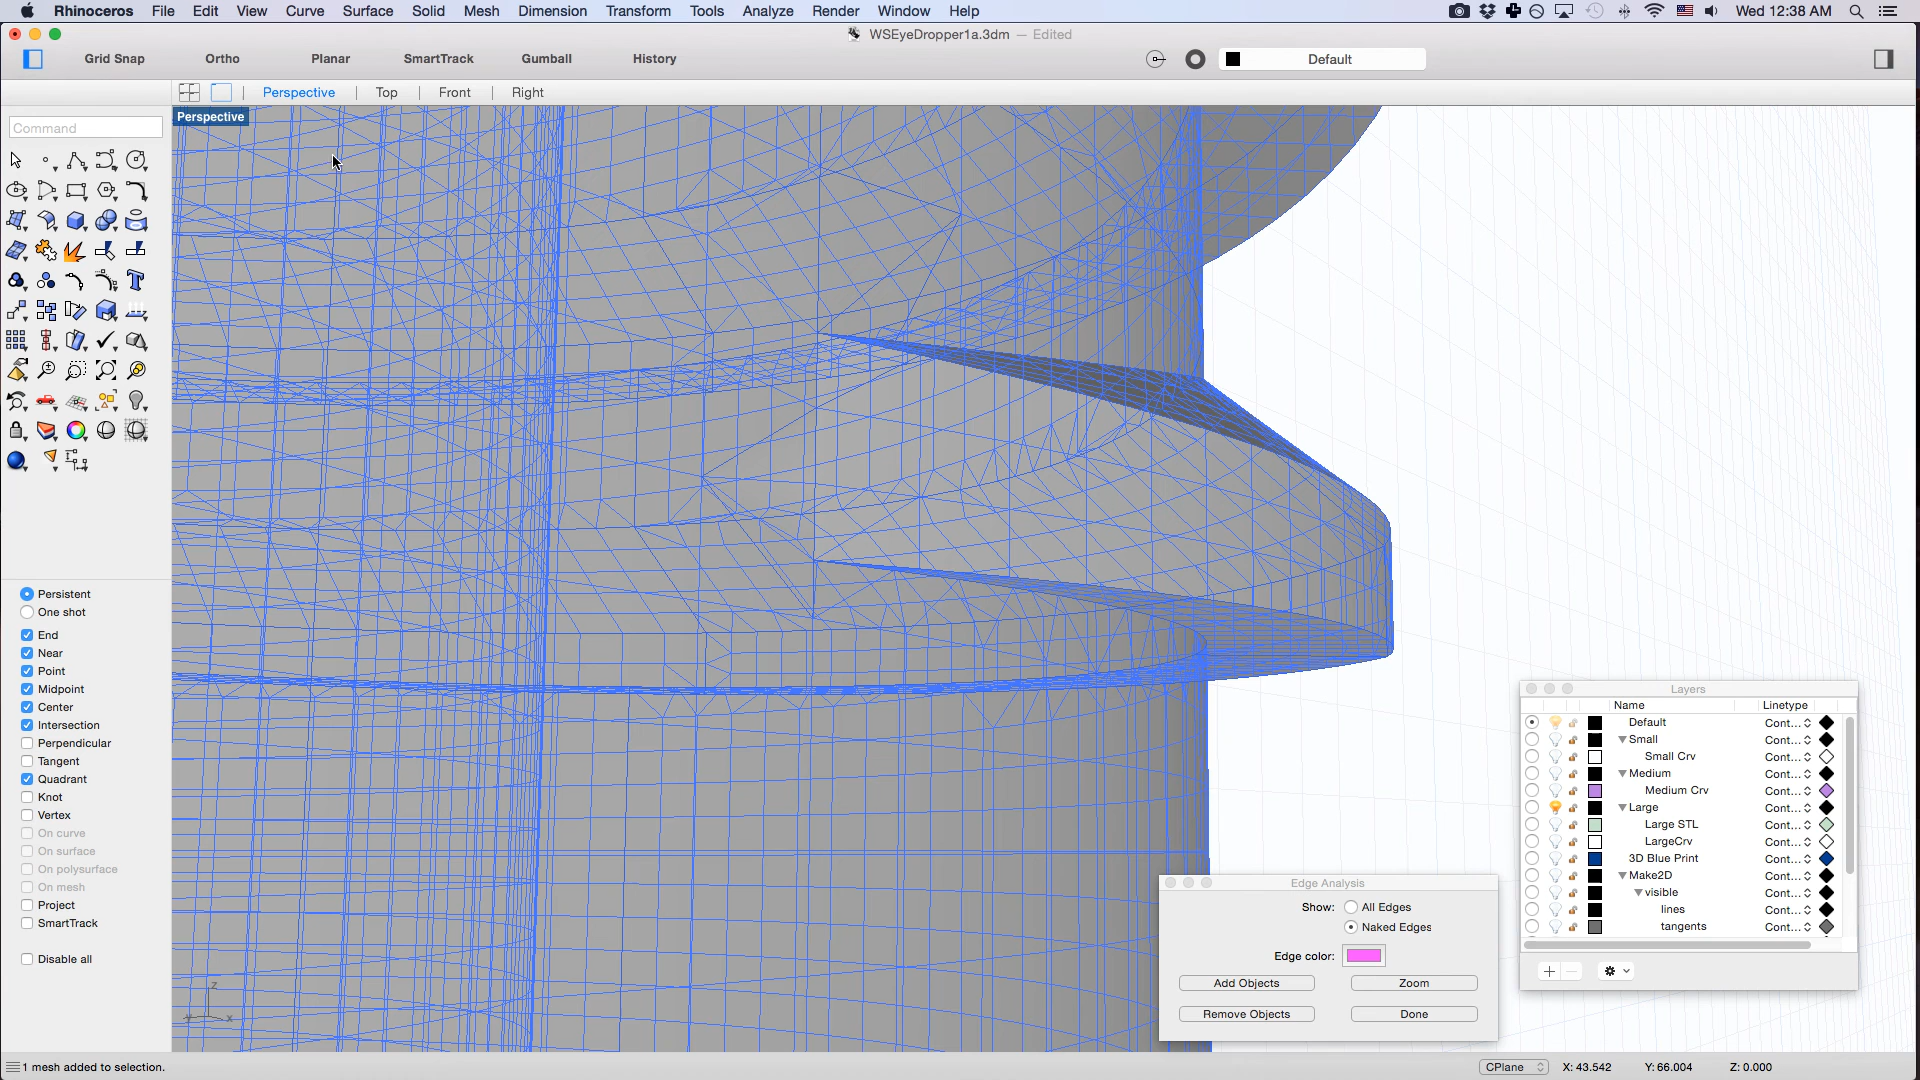 Rhinoceros File Edit View Curve Surface Solid Mesh Dimension Transform Tools Analyze Render Window Help Wed 12:38 AM
WSEyeDropper1a.3dm — Edited
Grid Snap Ortho Planar SmartTrack Gumball History Default
Perspective Top Front Right
Perspective
Command
Persistent
One shot
End
Near
Point
Midpoint
Center
Intersection
Perpendicular
Tangent
Quadrant
Knot
Vertex
On curve
On surface
On polysurface
On mesh
Project
SmartTrack
Disable all
z
y x
Layers
Name Linetype
Default Cont...
Small Cont...
Small Crv Cont...
Medium Cont...
Medium Crv Cont...
Large Cont...
Large STL Cont...
LargeCrv Cont...
3D Blue Print Cont...
Make2D Cont...
visible Cont...
lines Cont...
tangents Cont...
Edge Analysis
Show: All Edges
Naked Edges
Edge color:
Add Objects Zoom
Remove Objects Done
1 mesh added to selection. CPlane X: 43.542 Y: 66.004 Z: 0.000